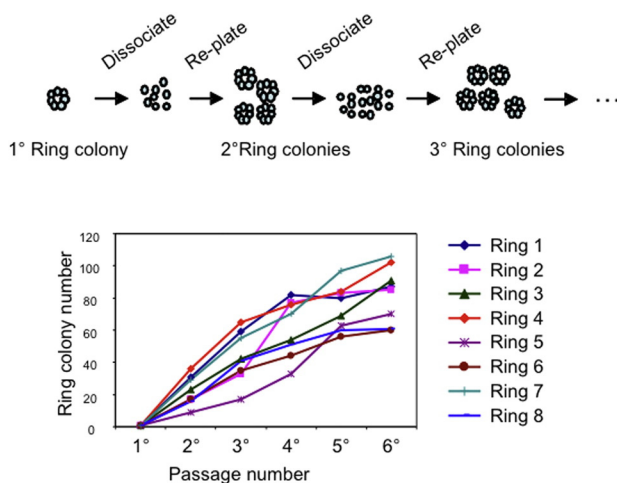 Dissociate Re-plate Dissociate Re-plate
1° Ring colony 2°Ring colonies 3° Ring colonies
Ring colony number
120
100
80
60
40
20
0
1° 2° 3° 4° 5° 6°
Passage number
Ring 1
Ring 2
Ring 3
Ring 4
Ring 5
Ring 6
Ring 7
Ring 8